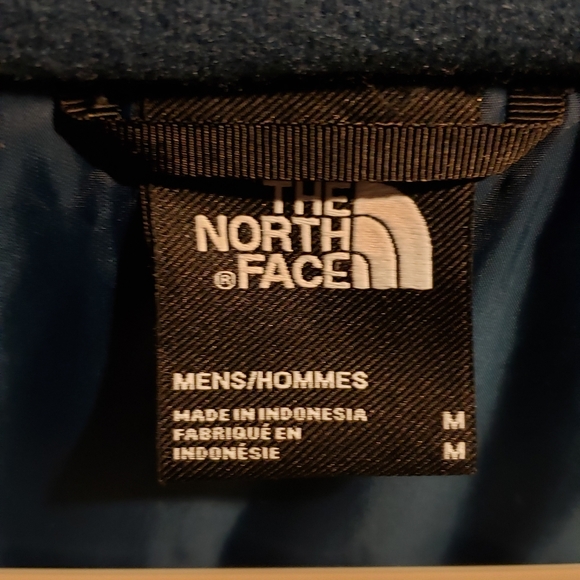 THE
NORTH
® FACE
MENS/HOMMES
MADE IN INDONESIA M
FABRIQUÉ EN
INDONÉSIE M